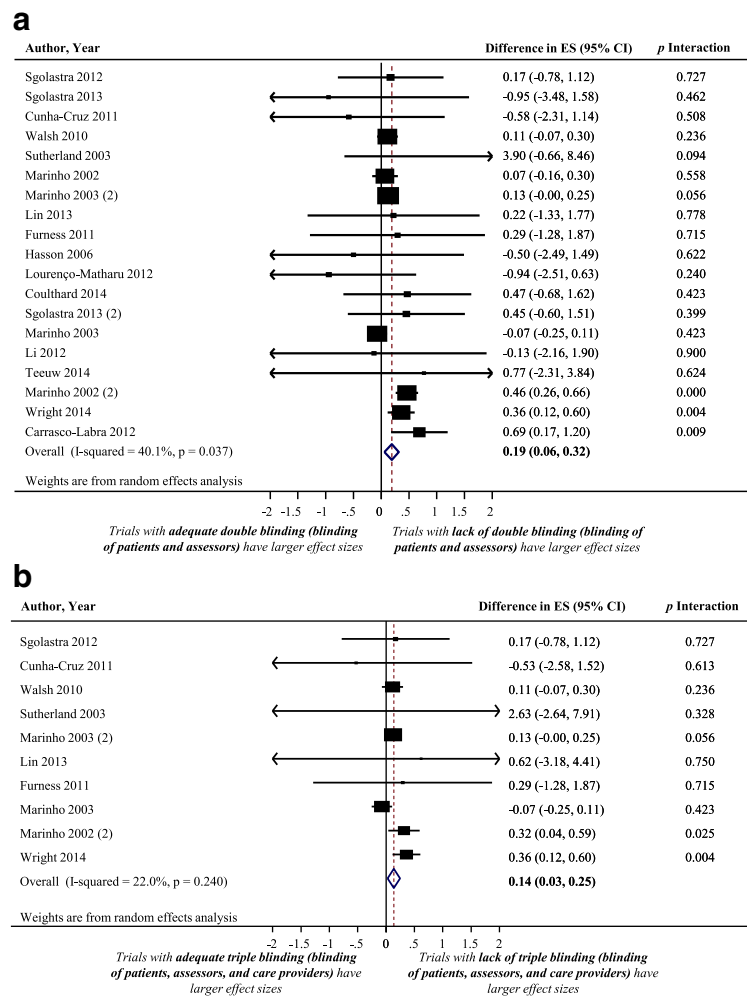 a
Author, Year Difference in ES (95% CI) p Interaction
Sgolastra 2012 0.17 (-0.78, 1.12) 0.727
Sgolastra 2013 -0.95 (-3.48, 1.58) 0.462
Cunha-Cruz 2011 -0.58 (-2.31, 1.14) 0.508
Walsh 2010 0.11 (-0.07, 0.30) 0.236
Sutherland 2003 3.90 (-0.66, 8.46) 0.094
Marinho 2002 0.07 (-0.16, 0.30) 0.558
Marinho 2003 (2) 0.13 (-0.00, 0.25) 0.056
Lin 2013 0.22 (-1.33, 1.77) 0.778
Furness 2011 0.29 (-1.28, 1.87) 0.715
Hasson 2006 -0.50 (-2.49, 1.49) 0.622
Lourenço-Matharu 2012 -0.94 (-2.51, 0.63) 0.240
Coulthard 2014 0.47 (-0.68, 1.62) 0.423
Sgolastra 2013 (2) 0.45 (-0.60, 1.51) 0.399
Marinho 2003 -0.07 (-0.25, 0.11) 0.423
Li 2012 -0.13 (-2.16, 1.90) 0.900
Teeuw 2014 0.77 (-2.31, 3.84) 0.624
Marinho 2002 (2) 0.46 (0.26, 0.66) 0.000
Wright 2014 0.36 (0.12, 0.60) 0.004
Carrasco-Labra 2012 0.69 (0.17, 1.20) 0.009
Overall (I-squared = 40.1%, p = 0.037) 0.19 (0.06, 0.32)
Weights are from random effects analysis
-2 -1.5 -1 -.5 0 .5 1 1.5 2
Trials with adequate double blinding (blinding
of patients and assessors) have larger effect sizes
Trials with lack of double blinding (blinding of
patients and assessors) have larger effect sizes
b
Author, Year Difference in ES (95% CI) p Interaction
Sgolastra 2012 0.17 (-0.78, 1.12) 0.727
Cunha-Cruz 2011 -0.53 (-2.58, 1.52) 0.613
Walsh 2010 0.11 (-0.07, 0.30) 0.236
Sutherland 2003 2.63 (-2.64, 7.91) 0.328
Marinho 2003 (2) 0.13 (-0.00, 0.25) 0.056
Lin 2013 0.62 (-3.18, 4.41) 0.750
Furness 2011 0.29 (-1.28, 1.87) 0.715
Marinho 2003 -0.07 (-0.25, 0.11) 0.423
Marinho 2002 (2) 0.32 (0.04, 0.59) 0.025
Wright 2014 0.36 (0.12, 0.60) 0.004
Overall (I-squared = 22.0%, p = 0.240) 0.14 (0.03, 0.25)
Weights are from random effects analysis
-2 -1.5 -1 -.5 0 .5 1 1.5 2
Trials with adequate triple blinding (blinding
of patients, assessors, and care providers) have
larger effect sizes
Trials with lack of triple blinding (blinding
of patients, assessors, and care providers) have
larger effect sizes